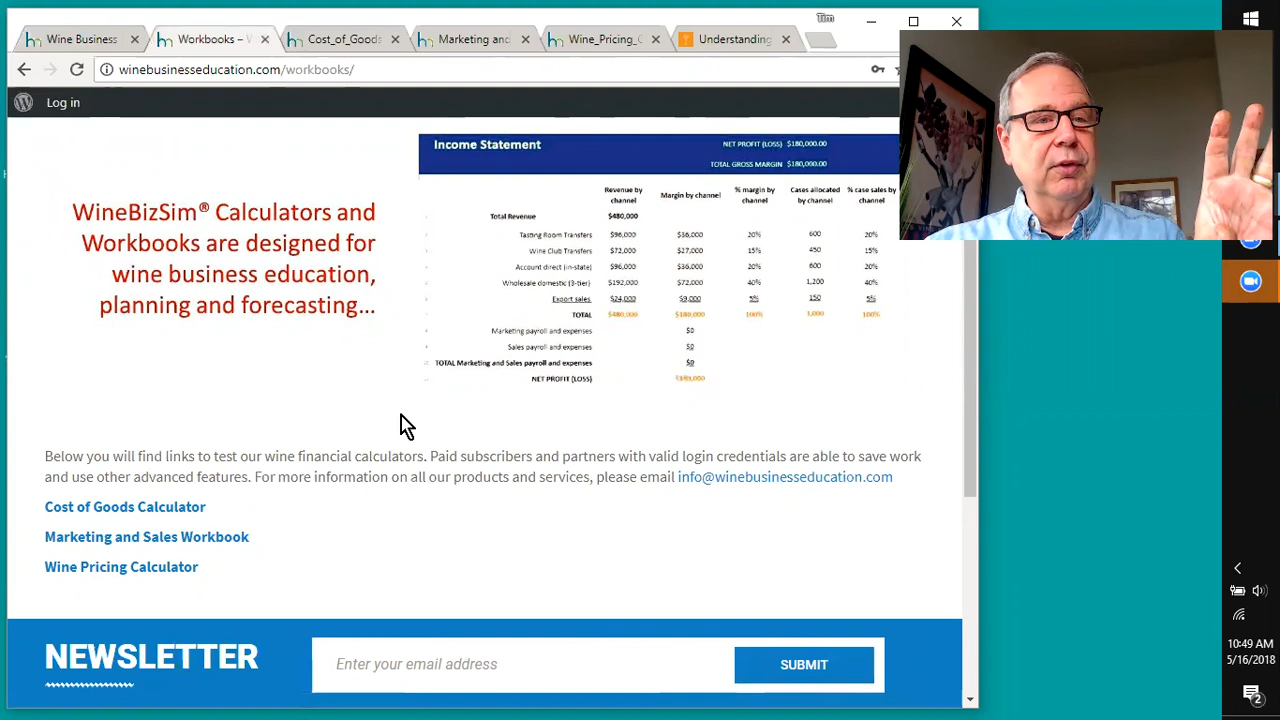 Tim
Wine Business
Workbooks – W
Cost_of_Goods
Marketing and
Wine_Pricing_C
Understanding
winebusinesseducation.com/workbooks/
Log in
WineBizSim® Calculators and
Workbooks are designed for
wine business education,
planning and forecasting...
Income Statement
NET PROFIT (LOSS) $180,000.00
TOTAL GROSS MARGIN $180,000.00
Revenue by channel Margin by channel % margin by channel Cases allocated by channel % case sales by channel
Total Revenue $480,000
Tasting Room Transfers $96,000 $36,000 20% 600 20%
Wine Club Transfers $72,000 $27,000 15% 450 15%
Account direct (in-state) $96,000 $36,000 20% 600 20%
Wholesale domestic (3-tier) $192,000 $72,000 40% 1,200 40%
Export sales $24,000 $9,000 5% 150 5%
TOTAL $480,000 $180,000 100% 3,000 100%
Marketing payroll and expenses $0
Sales payroll and expenses $0
TOTAL Marketing and Sales payroll and expenses $0
NET PROFIT (LOSS) $180,000
Below you will find links to test our wine financial calculators. Paid subscribers and partners with valid login credentials are able to save work
and use other advanced features. For more information on all our products and services, please email info@winebusinesseducation.com
Cost of Goods Calculator
Marketing and Sales Workbook
Wine Pricing Calculator
NEWSLETTER
Enter your email address
SUBMIT
10:49 AM
5/16/2018
2